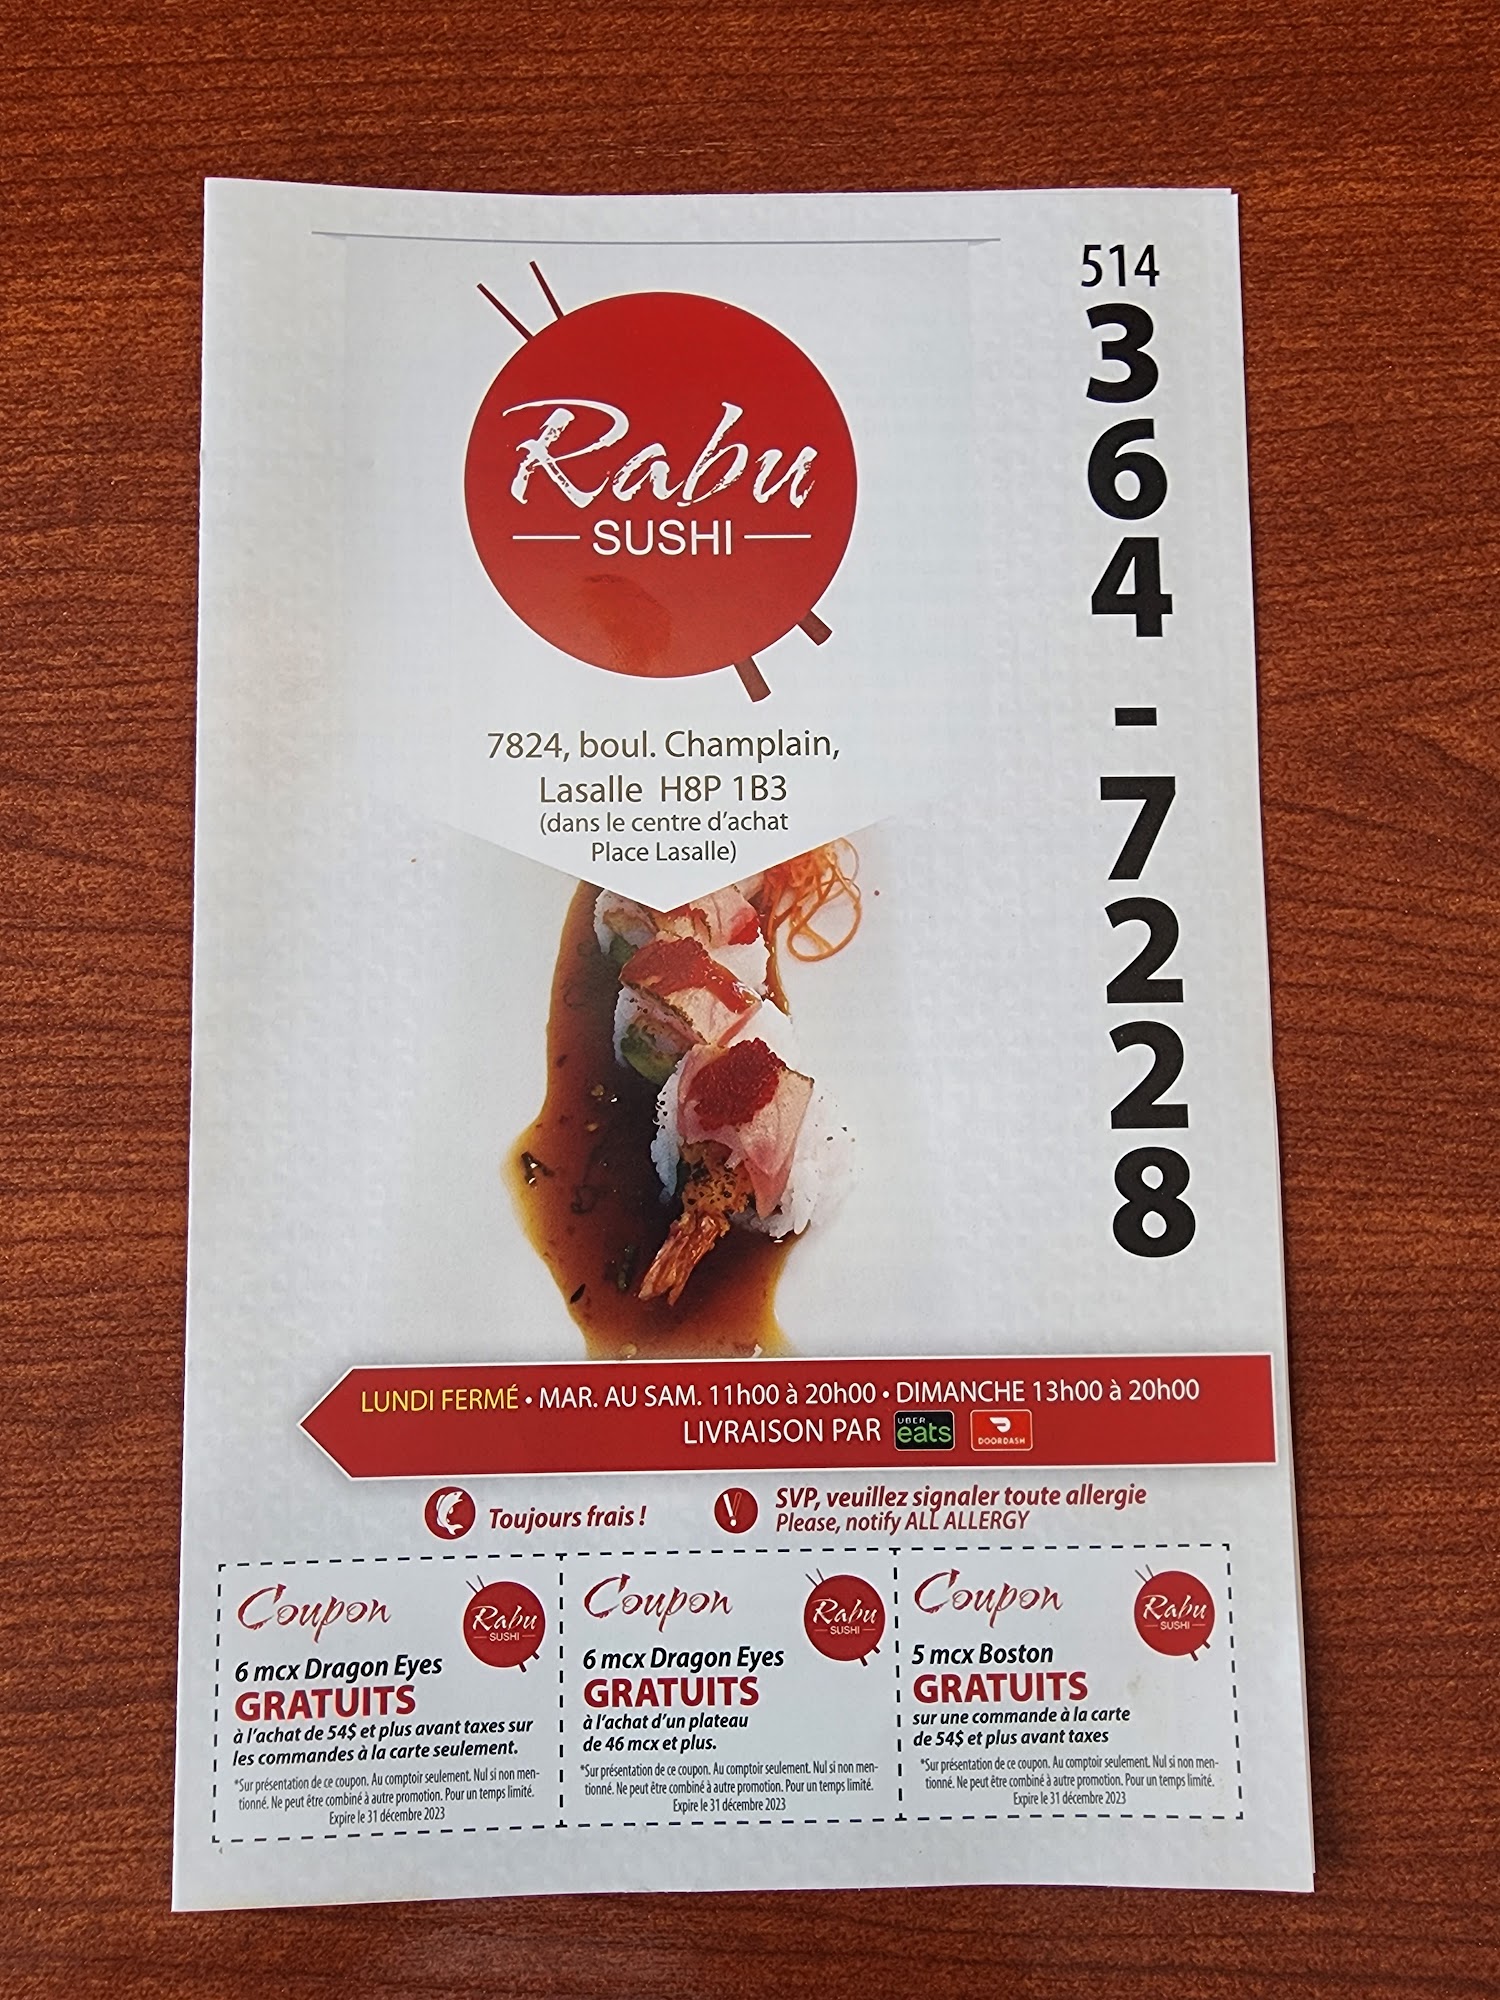 514
364-7228
Rabu
SUSHI
7824, boul. Champlain,
Lasalle H8P 1B3
(dans le centre d'achat
Place Lasalle)
LUNDI FERMÉ • MAR. AU SAM. 11h00 à 20h00 • DIMANCHE 13h00 à 20h00
LIVRAISON PAR UBER eats DOORDASH
Toujours frais !
SVP, veuillez signaler toute allergie
Please, notify ALL ALLERGY
Coupon
Rabu
SUSHI
6 mcx Dragon Eyes
GRATUITS
à l'achat de 54$ et plus avant taxes sur
les commandes à la carte seulement.
*Sur présentation de ce coupon. Au comptoir seulement. Nul si non men-
tionné. Ne peut être combiné à autre promotion. Pour un temps limité.
Expire le 31 décembre 2023
Coupon
Rabu
SUSHI
6 mcx Dragon Eyes
GRATUITS
à l'achat d'un plateau
de 46 mcx et plus.
*Sur présentation de ce coupon. Au comptoir seulement. Nul si non men-
tionné. Ne peut être combiné à autre promotion. Pour un temps limité.
Expire le 31 décembre 2023
Coupon
Rabu
SUSHI
5 mcx Boston
GRATUITS
sur une commande à la carte
de 54$ et plus avant taxes
*Sur présentation de ce coupon. Au comptoir seulement. Nul si non men-
tionné. Ne peut être combiné à autre promotion. Pour un temps limité.
Expire le 31 décembre 2023